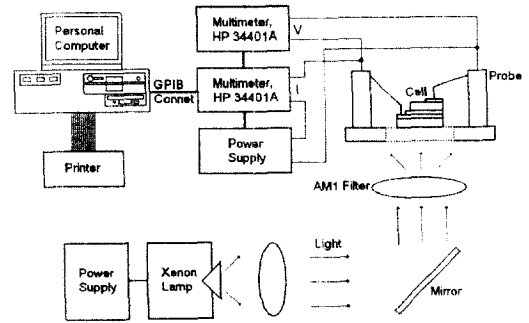 Personal
Computer
Multimeter,
HP 34401A
V
GPIB
Connet
Multimeter,
HP 34401A
I
Cell
Probe
Printer
Power
Supply
AM1 Filter
Light
Power
Supply
Xenon
Lamp
Mirror